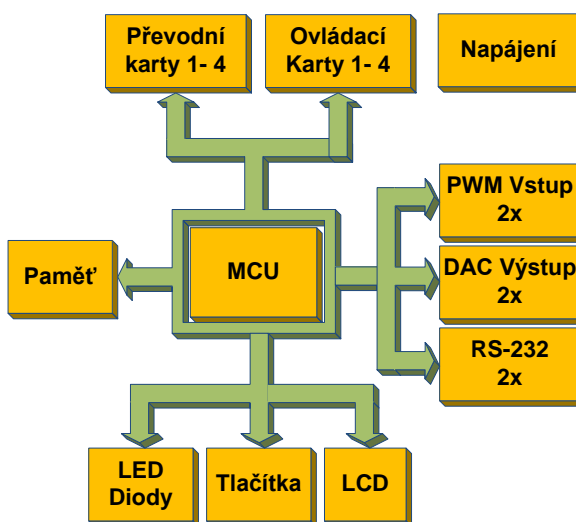 Převodní
karty 1- 4
Ovládací
Karty 1- 4
Napájení
PWM Vstup
2x
Paměť
MCU
DAC Výstup
2x
RS-232
2x
LED
Diody
Tlačítka
LCD